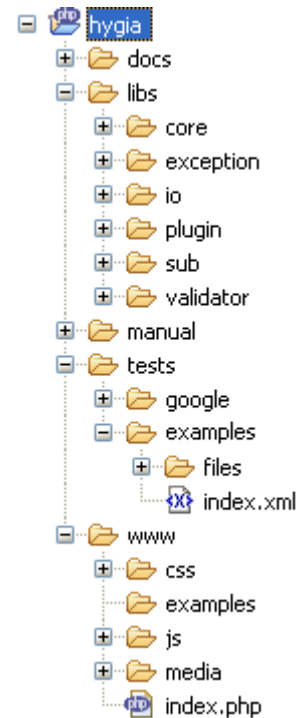 hygia
docs
libs
core
exception
io
plugin
sub
validator
manual
tests
google
examples
files
index.xml
www
css
examples
js
media
index.php